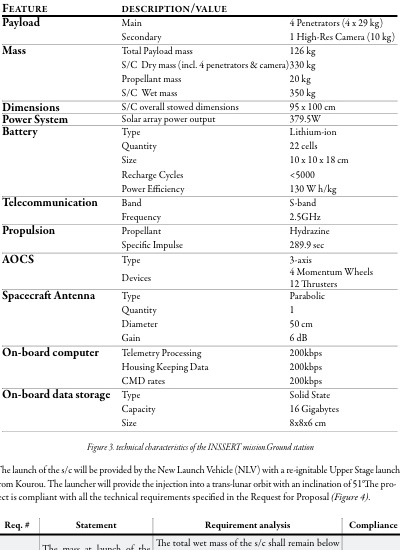 FEATURE DESCRIPTION/VALUE
Payload Main 4 Penetrators (4 x 29 kg)
Secondary 1 High-Res Camera (10 kg)
Mass Total Payload mass 126 kg
S/C Dry mass (incl. 4 penetrators & camera) 330 kg
Propellant mass 20 kg
S/C Wet mass 350 kg
Dimensions S/C overall stowed dimensions 95 x 100 cm
Power System Solar array power output 379.5W
Battery Type Lithium-ion
Quantity 22 cells
Size 10 x 10 x 18 cm
Recharge Cycles <5000
Power Efficiency 130 W h/kg
Telecommunication Band S-band
Frequency 2.5GHz
Propulsion Propellant Hydrazine
Specific Impulse 289.9 sec
AOCS Type 3-axis
Devices 4 Momentum Wheels
12 Thrusters
Spacecraft Antenna Type Parabolic
Quantity 1
Diameter 50 cm
Gain 6 dB
On-board computer Telemetry Processing 200kbps
Housekeeping Data 200kbps
CMD rates 200kbps
On-board data storage Type Solid State
Capacity 16 Gigabytes
Size 8x8x6 cm
Figure 3. technical characteristics of the INSSERT mission.Ground station
The launch of the s/c will be provided by the New Launch Vehicle (NLV) with a re-ignitable Upper Stage launch
from Kourou. The launcher will provide the injection into a trans-lunar orbit with an inclination of 51°.The pro-
ect is compliant with all the technical requirements specified in the Request for Proposal (Figure 4).
Req. # Statement Requirement analysis Compliance
The mass at launch of the The total wet mass of the s/c shall remain below